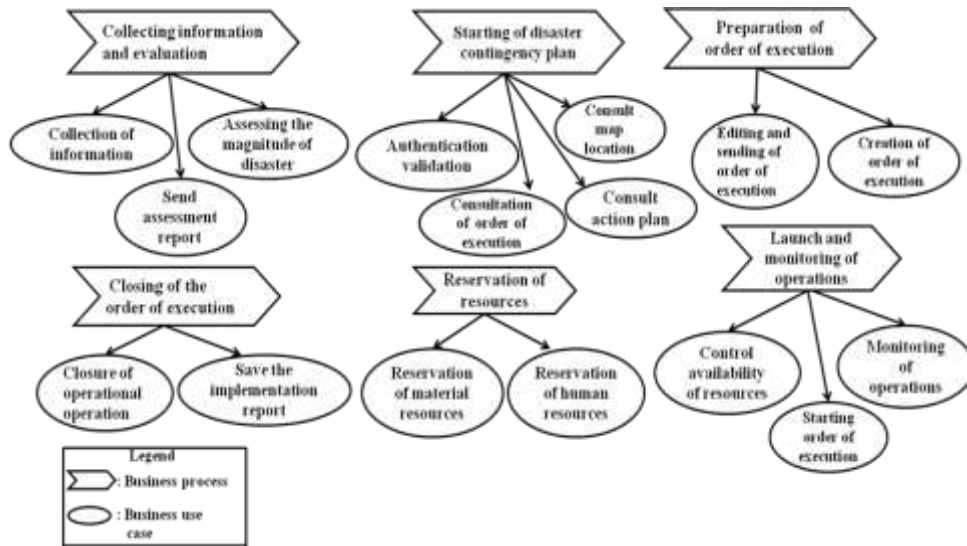 Collecting information
and evaluation
Collection of
information
Assessing the
magnitude of
disaster
Send
assessment
report
Starting of disaster
contingency plan
Authentication
validation
Consult
map
location
Consultation
of order of
execution
Consult
action plan
Preparation of
order of execution
Editing and
sending of
order of
execution
Creation of
order of
execution
Closing of the
order of execution
Closure of
operational
operation
Save the
implementation
report
Reservation of
resources
Reservation
of material
resources
Reservation
of human
resources
Launch and
monitoring of
operations
Control
availability
of resources
Starting
order of
execution
Monitoring
of
operations
Legend
: Business process
: Business use
case